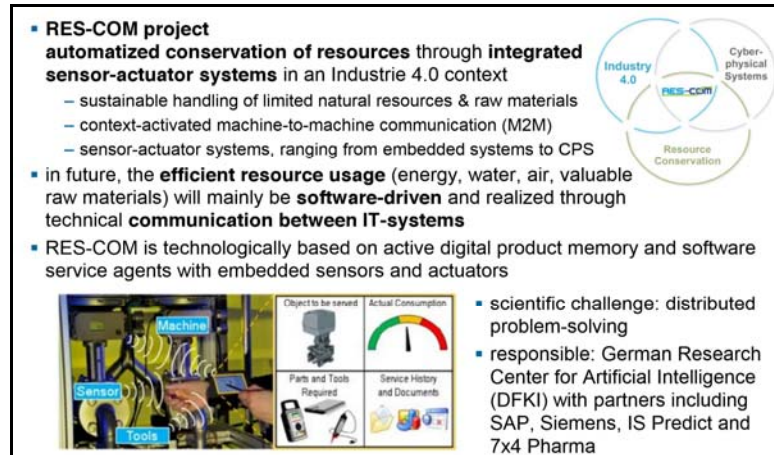 ▪ RES-COM project
automatized conservation of resources through integrated
sensor-actuator systems in an Industrie 4.0 context
– sustainable handling of limited natural resources & raw materials
– context-activated machine-to-machine communication (M2M)
– sensor-actuator systems, ranging from embedded systems to CPS
▪ in future, the efficient resource usage (energy, water, air, valuable
raw materials) will mainly be software-driven and realized through
technical communication between IT-systems
▪ RES-COM is technologically based on active digital product memory and software
service agents with embedded sensors and actuators
Industry
4.0
Cyber-
physical
Systems
RES-COM
Resource
Conservation
Machine
Sensor
Tools
Object to be served
Actual Consumption
Parts and Tools
Required
Service History
and Documents
▪ scientific challenge: distributed
problem-solving
▪ responsible: German Research
Center for Artificial Intelligence
(DFKI) with partners including
SAP, Siemens, IS Predict and
7x4 Pharma